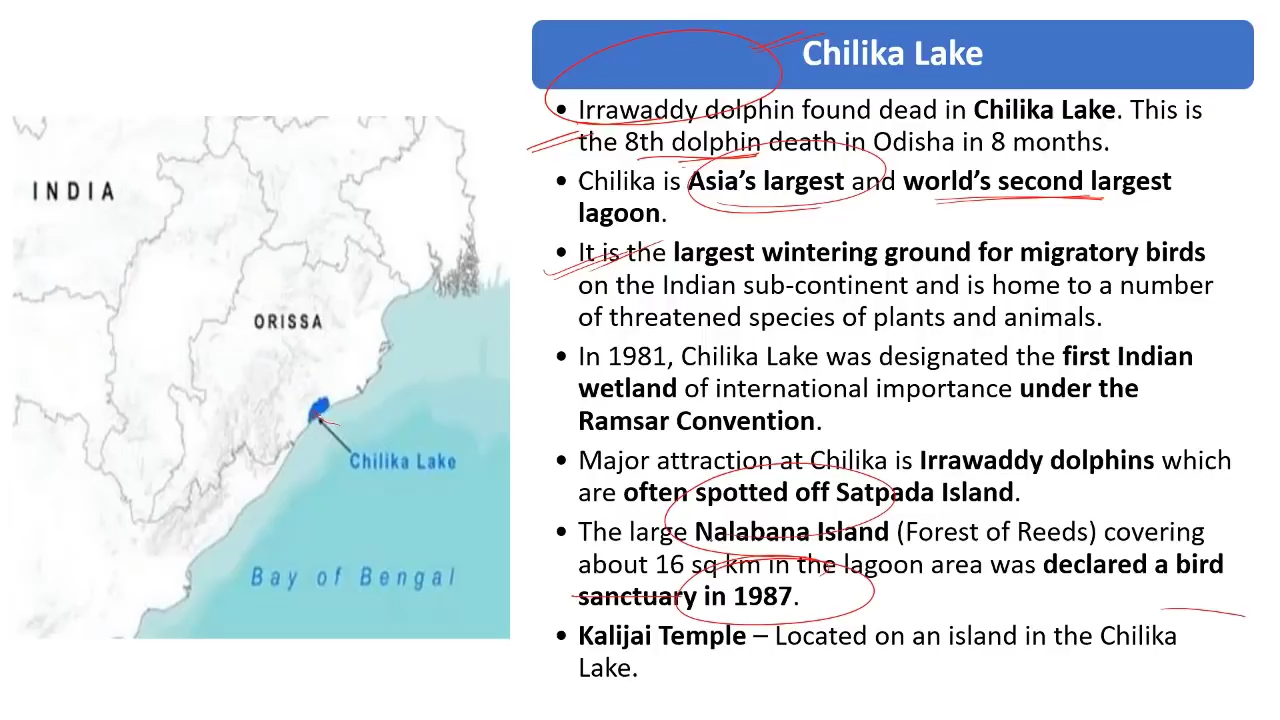 Chilika Lake
• Irrawaddy dolphin found dead in Chilika Lake. This is
the 8th dolphin death in Odisha in 8 months.
• Chilika is Asia's largest and world's second largest
lagoon.
• It is the largest wintering ground for migratory birds
on the Indian sub-continent and is home to a number
of threatened species of plants and animals.
• In 1981, Chilika Lake was designated the first Indian
wetland of international importance under the
Ramsar Convention.
• Major attraction at Chilika is Irrawaddy dolphins which
are often spotted off Satpada Island.
• The large Nalabana Island (Forest of Reeds) covering
about 16 sq km in the lagoon area was declared a bird
sanctuary in 1987.
• Kalijai Temple – Located on an island in the Chilika
Lake.
INDIA
ORISSA
Chilika Lake
Bay of Bengal